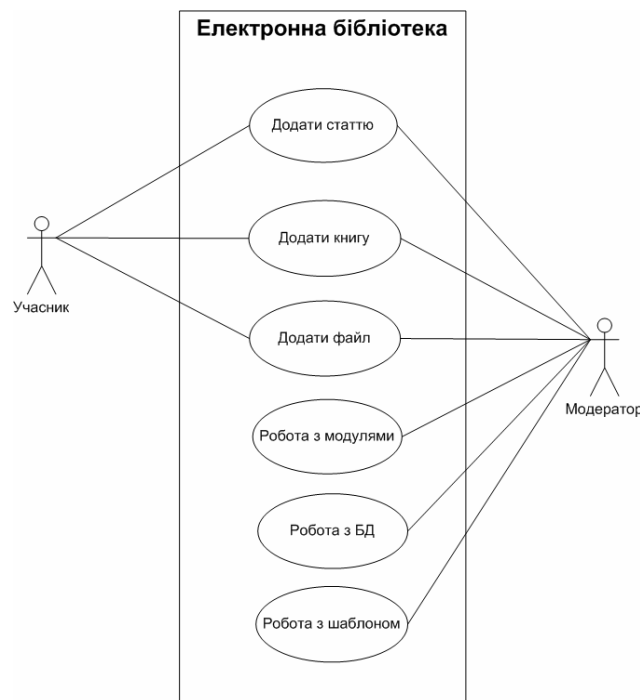 Електронна бібліотека
Додати статтю
Додати книгу
Учасник
Додати файл
Модератор
Робота з модулями
Робота з БД
Робота з шаблоном